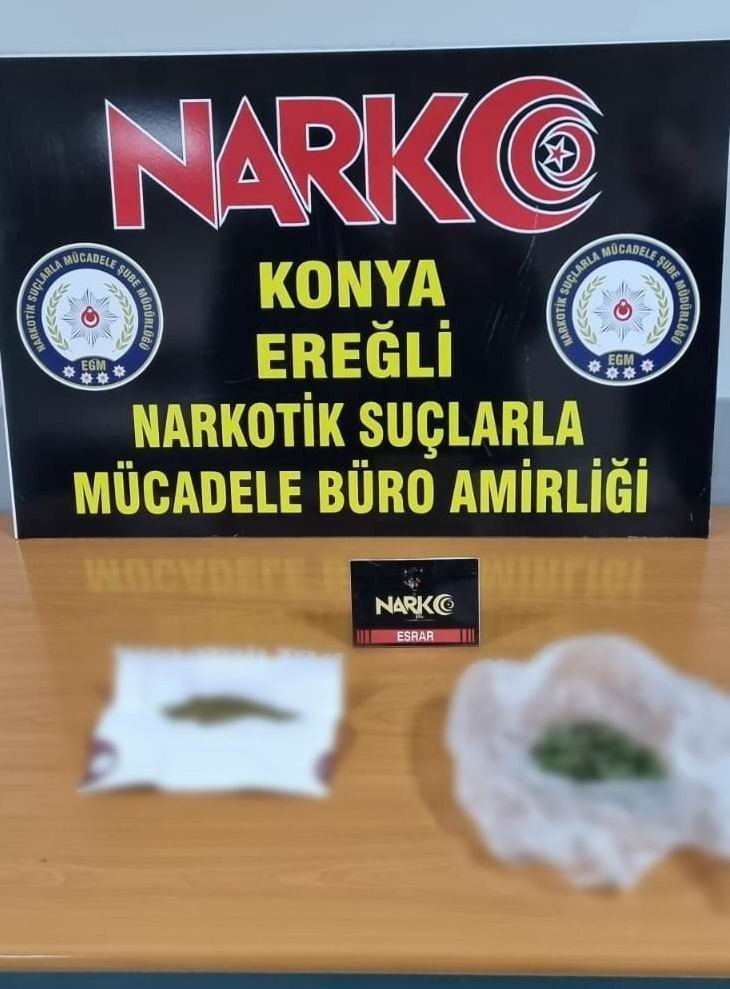 NARKO
KONYA
EREĞLİ
NARKOTİK SUÇLARLA
MÜCADELE BÜRO AMİRLİĞİ
NARKOTİK SUÇLARLA MÜCADELE ŞUBE MÜDÜRLÜĞÜ
EGM
NARKOTİK SUÇLARLA MÜCADELE ŞUBE MÜDÜRLÜĞÜ
EGM
NARKO
ESRAR